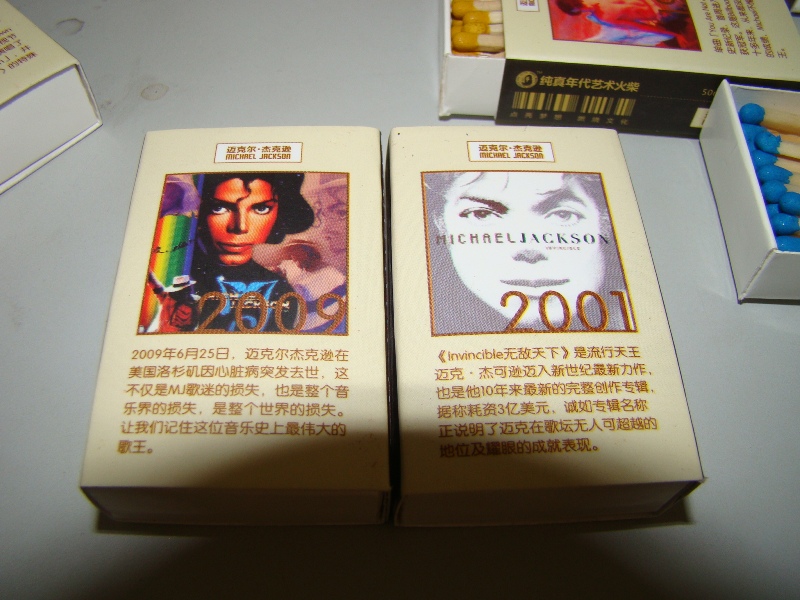 纯真年代艺术火柴
迈克尔·杰克逊
MICHAEL JACKSON
2009
2009年6月25日，迈克尔杰克逊在
美国洛杉矶因心脏病突发去世，这
不仅是MJ歌迷的损失，也是整个音
乐界的损失，是整个世界的损失。
让我们记住这位音乐史上最伟大的
歌王。
迈克尔·杰克逊
MICHAEL JACKSON
MICHAEL JACKSON
INVINCIBLE
2001
《Invincible无敌天下》是流行天王
迈克·杰可逊迈入新世纪最新力作，
也是他10年来最新的完整创作专辑，
据称耗资3亿美元，诚如专辑名称
正说明了迈克在歌坛无人可超越的
地位及耀眼的成就表现。